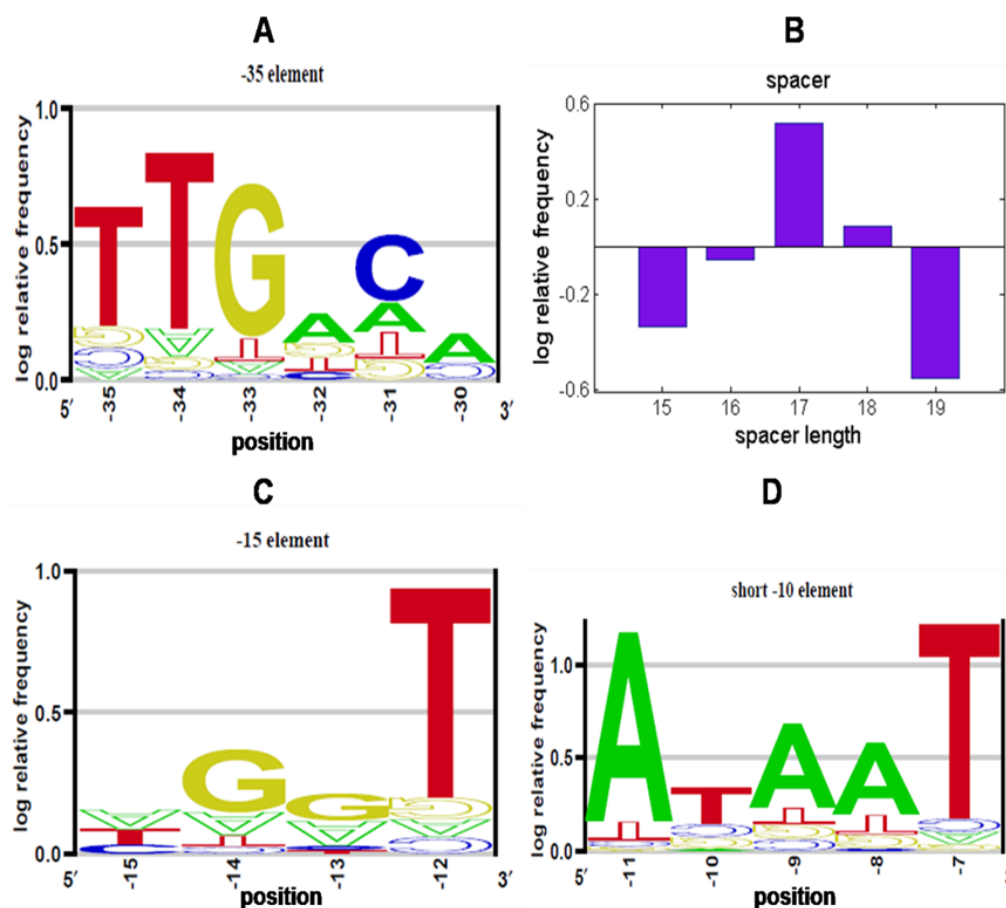 A
-35 element
log relative frequency
1.0
0.5
0.0
T T G A C A
5′ -35 -34 -33 -32 -31 -30 3′
position
B
spacer
log relative frequency
0.6
0.2
-0.2
-0.6
15 16 17 18 19
spacer length
C
-15 element
log relative frequency
1.0
0.5
0.0
T G G T
5′ -15 -14 -13 -12 3′
position
D
short -10 element
log relative frequency
1.0
0.5
0.0
A T A A T
5′ -11 -10 -9 -8 -7
position